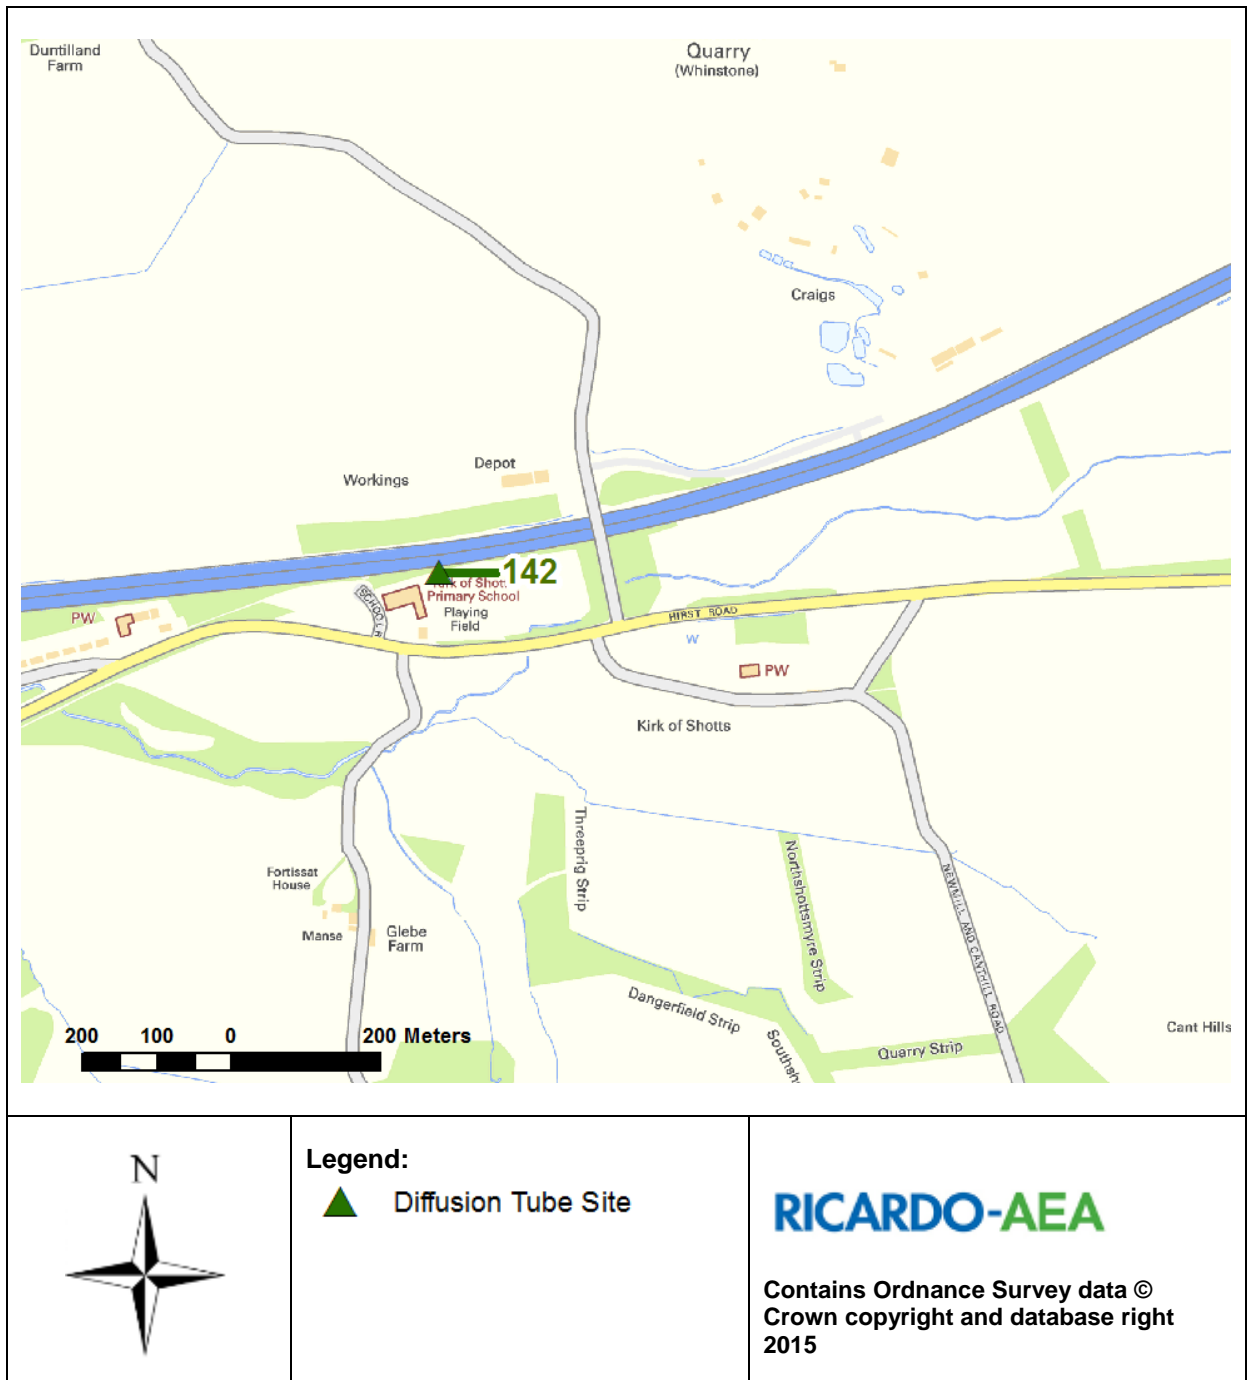 Duntilland
Farm
Quarry
(Whinstone)
Craigs
Depot
Workings
142
Kirk of Shott
Primary School
Playing
Field
SCHOOL R
PW
HIRST ROAD
W
PW
Kirk of Shotts
Threeprig Strip
Northshottsmyre Strip
NEWMILL AND CANTHILL ROAD
Fortissat
House
Manse
Glebe
Farm
Dangerfield Strip
Southsh
Quarry Strip
Cant Hills
200 100 0 200 Meters
N
Legend:
Diffusion Tube Site
RICARDO-AEA
Contains Ordnance Survey data ©
Crown copyright and database right
2015